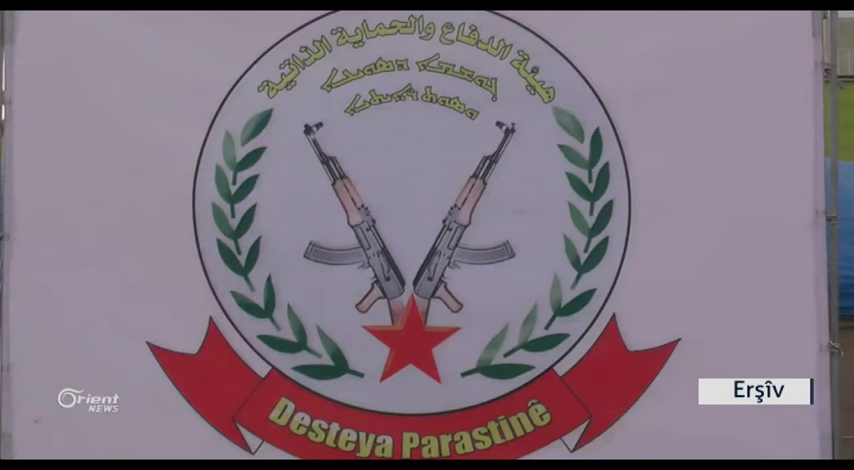 هيئة الدفاع والحماية الذاتية
Desteya Parastinê
Orient
NEWS
Erşîv